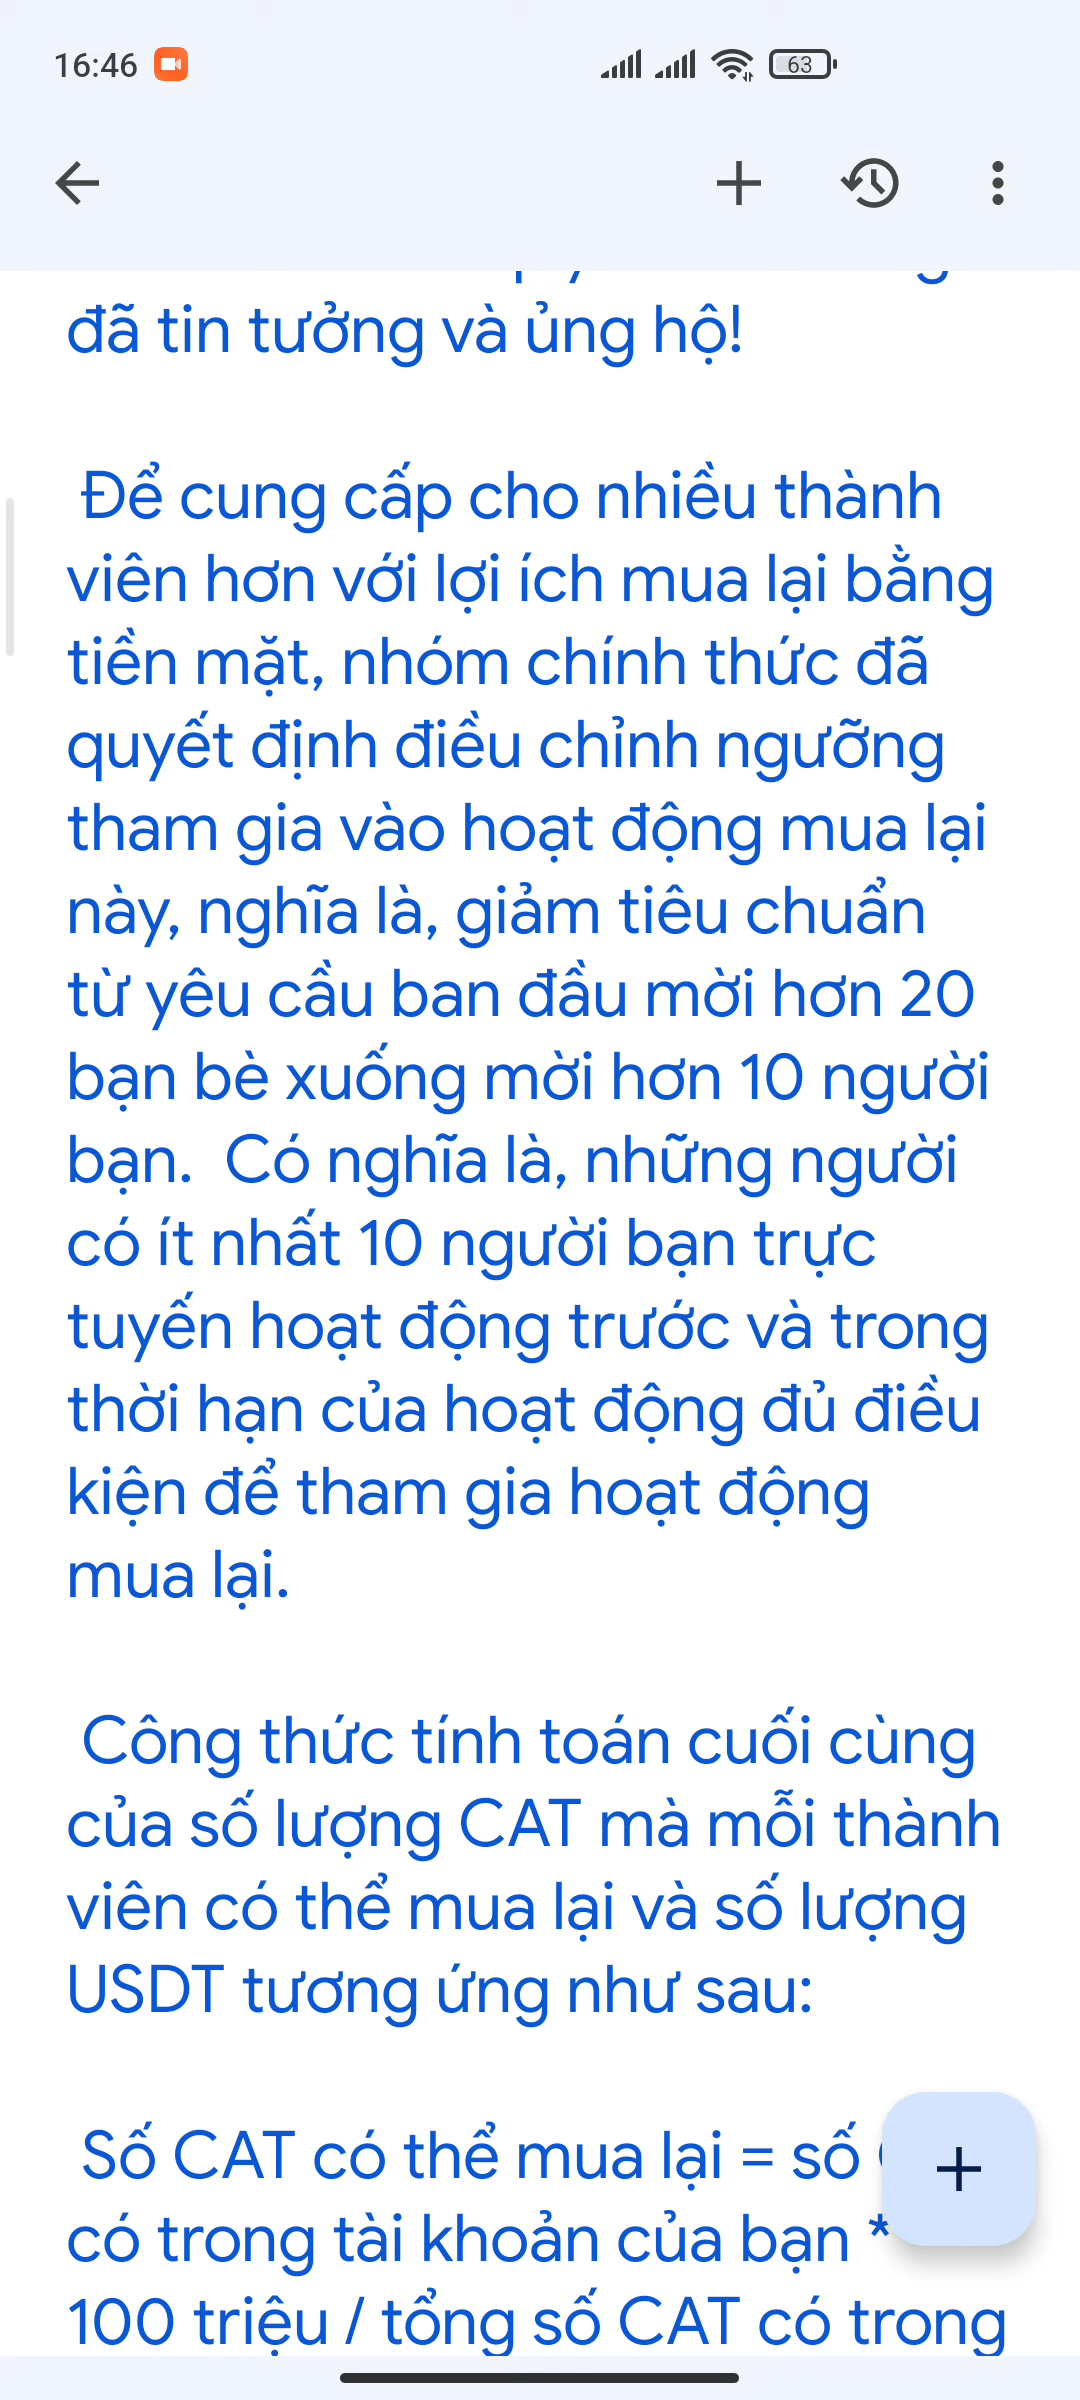 16:46
63
đã tin tưởng và ủng hộ!
Để cung cấp cho nhiều thành
viên hơn với lợi ích mua lại bằng
tiền mặt, nhóm chính thức đã
quyết định điều chỉnh ngưỡng
tham gia vào hoạt động mua lại
này, nghĩa là, giảm tiêu chuẩn
từ yêu cầu ban đầu mời hơn 20
bạn bè xuống mời hơn 10 người
bạn. Có nghĩa là, những người
có ít nhất 10 người bạn trực
tuyến hoạt động trước và trong
thời hạn của hoạt động đủ điều
kiện để tham gia hoạt động
mua lại.
Công thức tính toán cuối cùng
của số lượng CAT mà mỗi thành
viên có thể mua lại và số lượng
USDT tương ứng như sau:
Số CAT có thể mua lại = số
có trong tài khoản của bạn *
100 triệu / tổng số CAT có trong